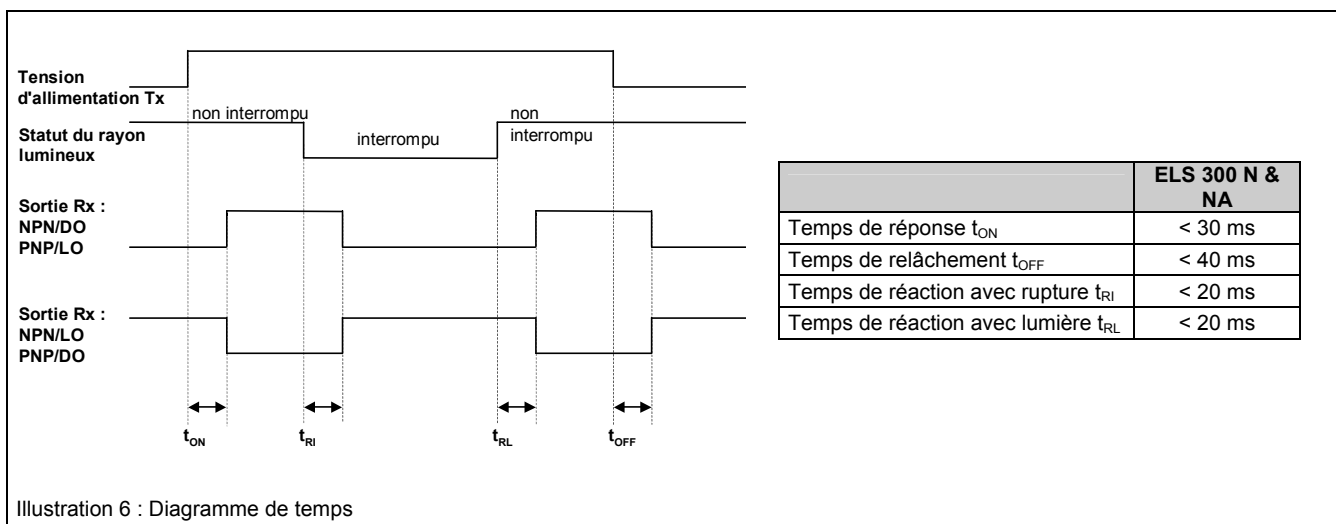 Tension
d'allimentation Tx
non interrompu
non
Statut du rayon
lumineux
interrompu
interrompu
Sortie Rx :
NPN/DO
PNP/LO
Sortie Rx :
NPN/LO
PNP/DO
tON
tRI
tRL
tOFF
ELS 300 N &
NA
Temps de réponse tON
< 30 ms
Temps de relâchement tOFF
< 40 ms
Temps de réaction avec rupture tRI
< 20 ms
Temps de réaction avec lumière tRL
< 20 ms
Illustration 6 : Diagramme de temps